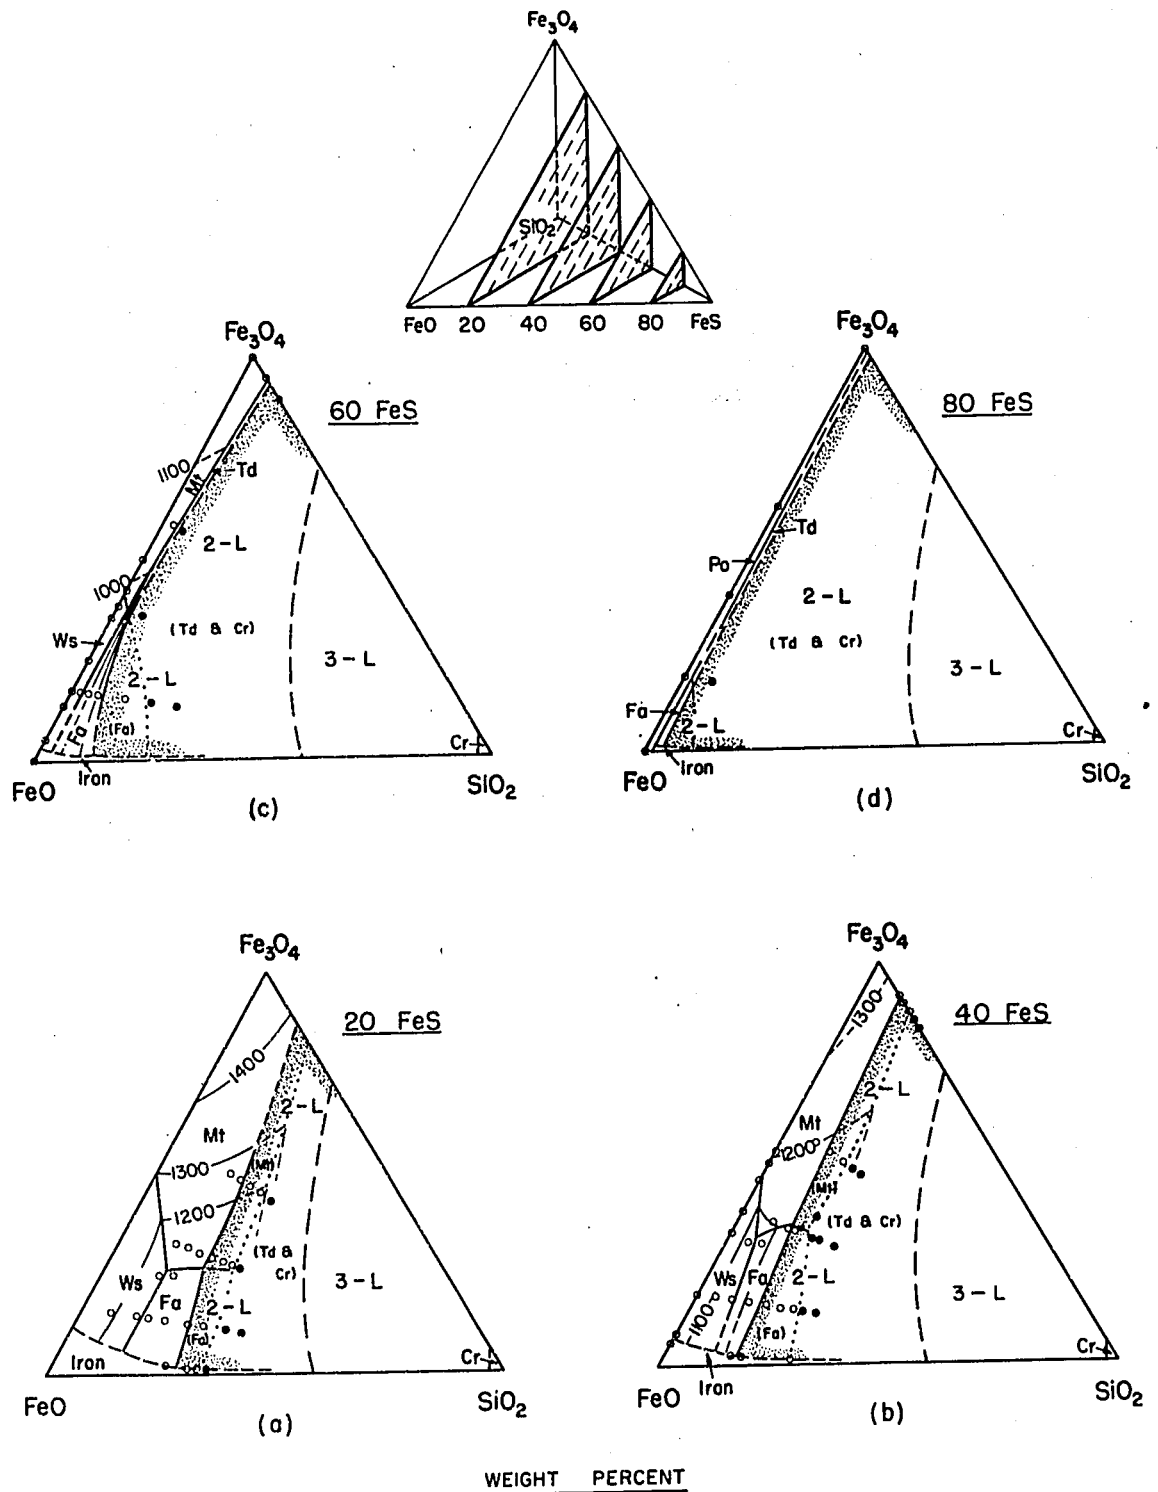 Fe3O4
SiO2
FeO 20 40 60 80 FeS
Fe3O4
60 FeS
1100
Mt
Td
2-L
1000
Ws
(Td & Cr)
3-L
2-L
Fa
(Fa)
Cr
Iron
FeO
SiO2
(c)
Fe3O4
80 FeS
Td
Po
2-L
(Td & Cr)
3-L
Fa
2-L
Cr
Iron
FeO
SiO2
(d)
Fe3O4
20 FeS
1400
2-L
Mt
1300
(Mt)
1200
(Td &
Cr)
Ws
3-L
Fa
2-L
(Fa)
Iron
Cr
FeO
SiO2
(a)
Fe3O4
1300
40 FeS
2-L
Mt
1200
(Mt)
(Td & Cr)
Ws
Fa
2-L
3-L
1100
(Fa)
Cr
Iron
FeO
SiO2
(b)
WEIGHT PERCENT